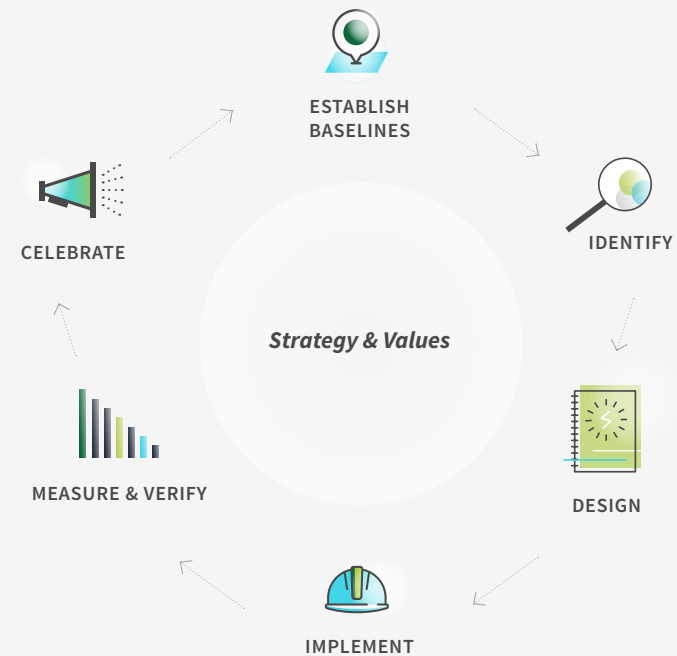 ESTABLISH
BASELINES
IDENTIFY
DESIGN
IMPLEMENT
MEASURE & VERIFY
CELEBRATE
Strategy & Values